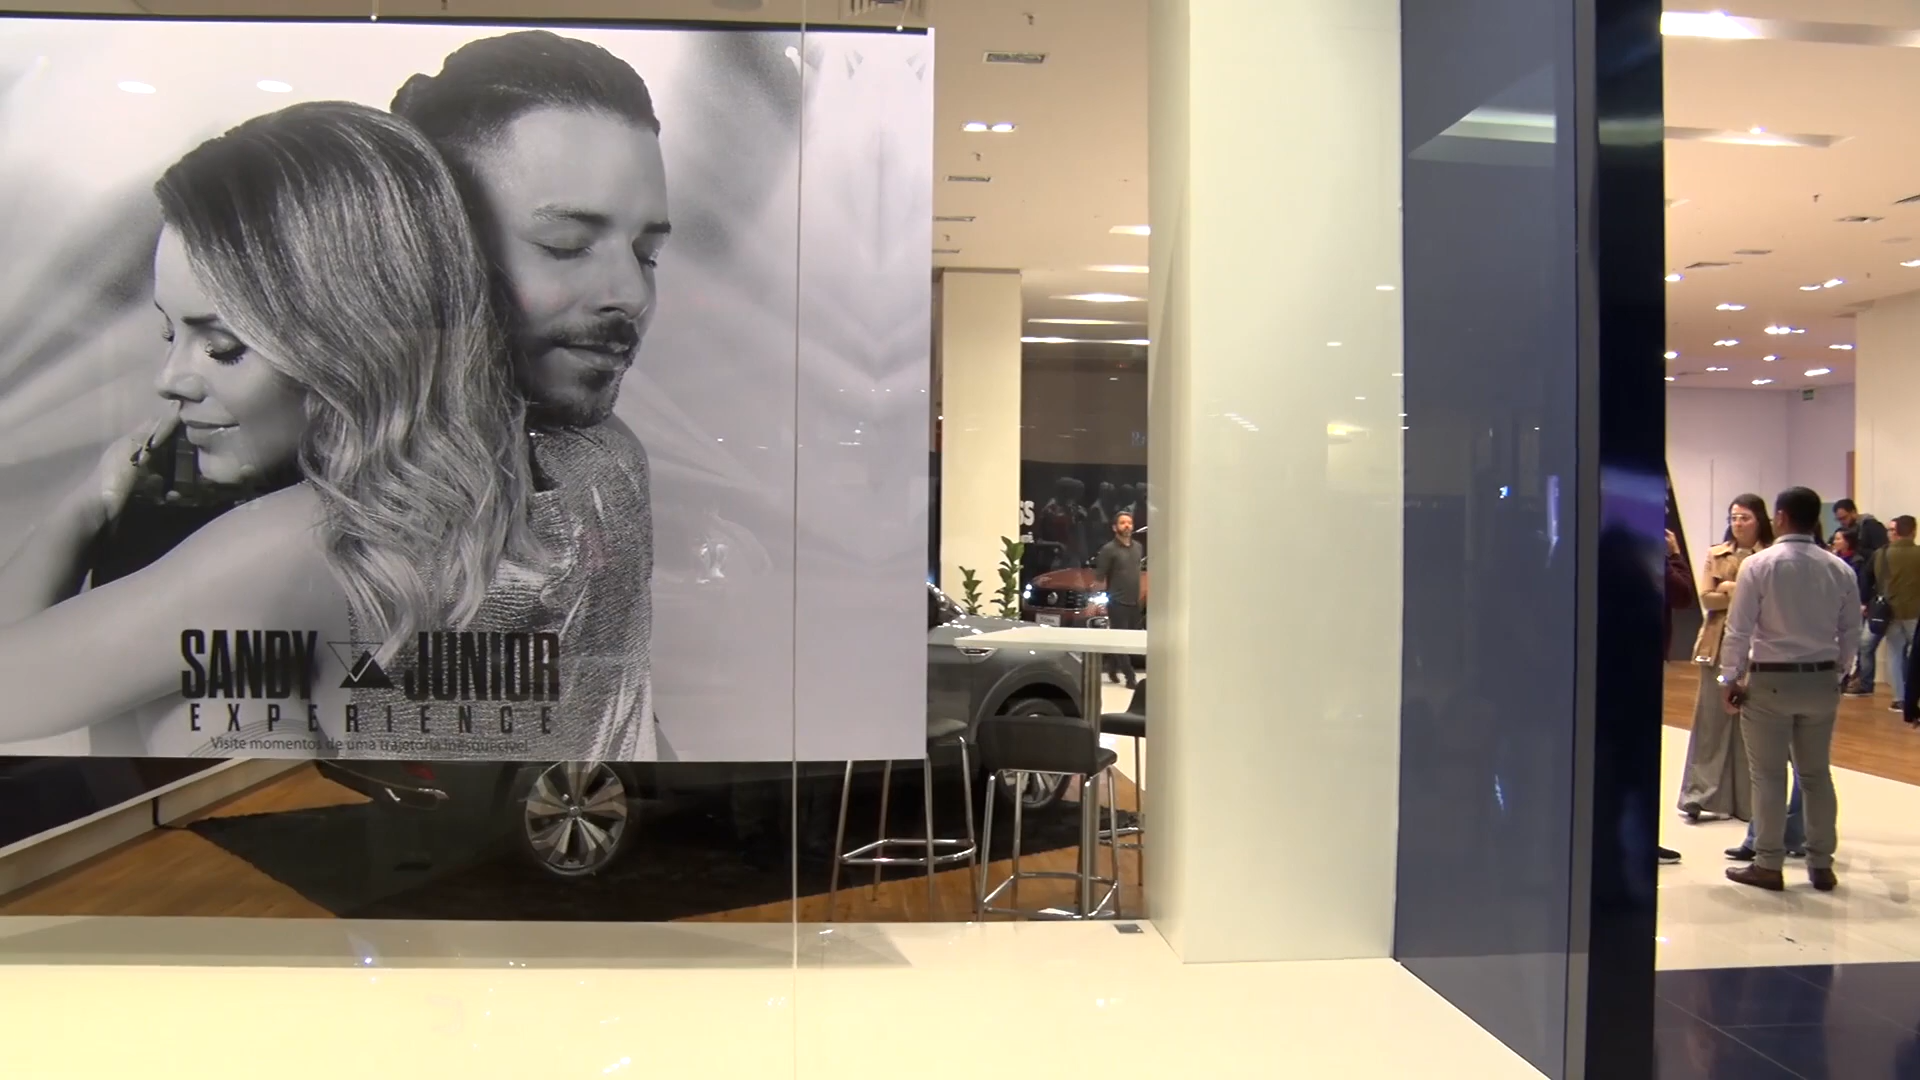 SANDY JUNIOR
EXPERIENCE
Visite momentos de uma trajetória inesquecível